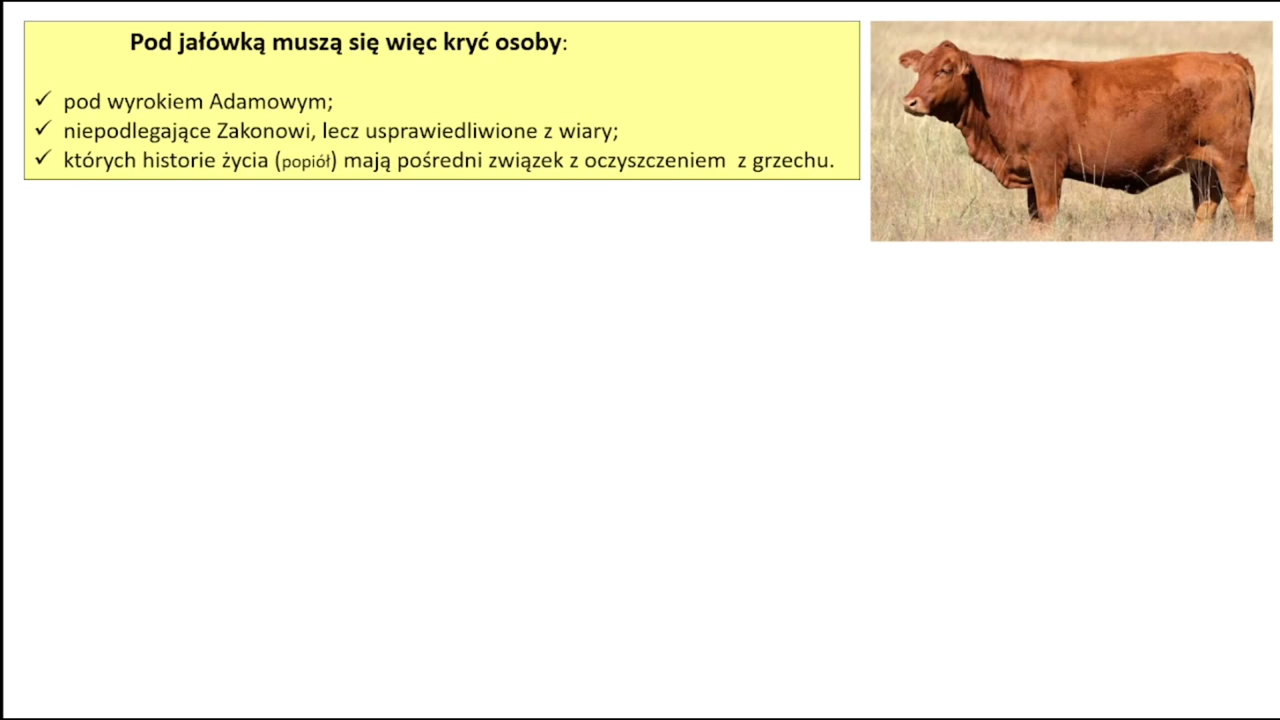 Pod jałówką muszą się więc kryć osoby:
✓ pod wyrokiem Adamowym;
✓ niepodlegające Zakonowi, lecz usprawiedliwione z wiary;
✓ których historie życia (popiół) mają pośredni związek z oczyszczeniem z grzechu.